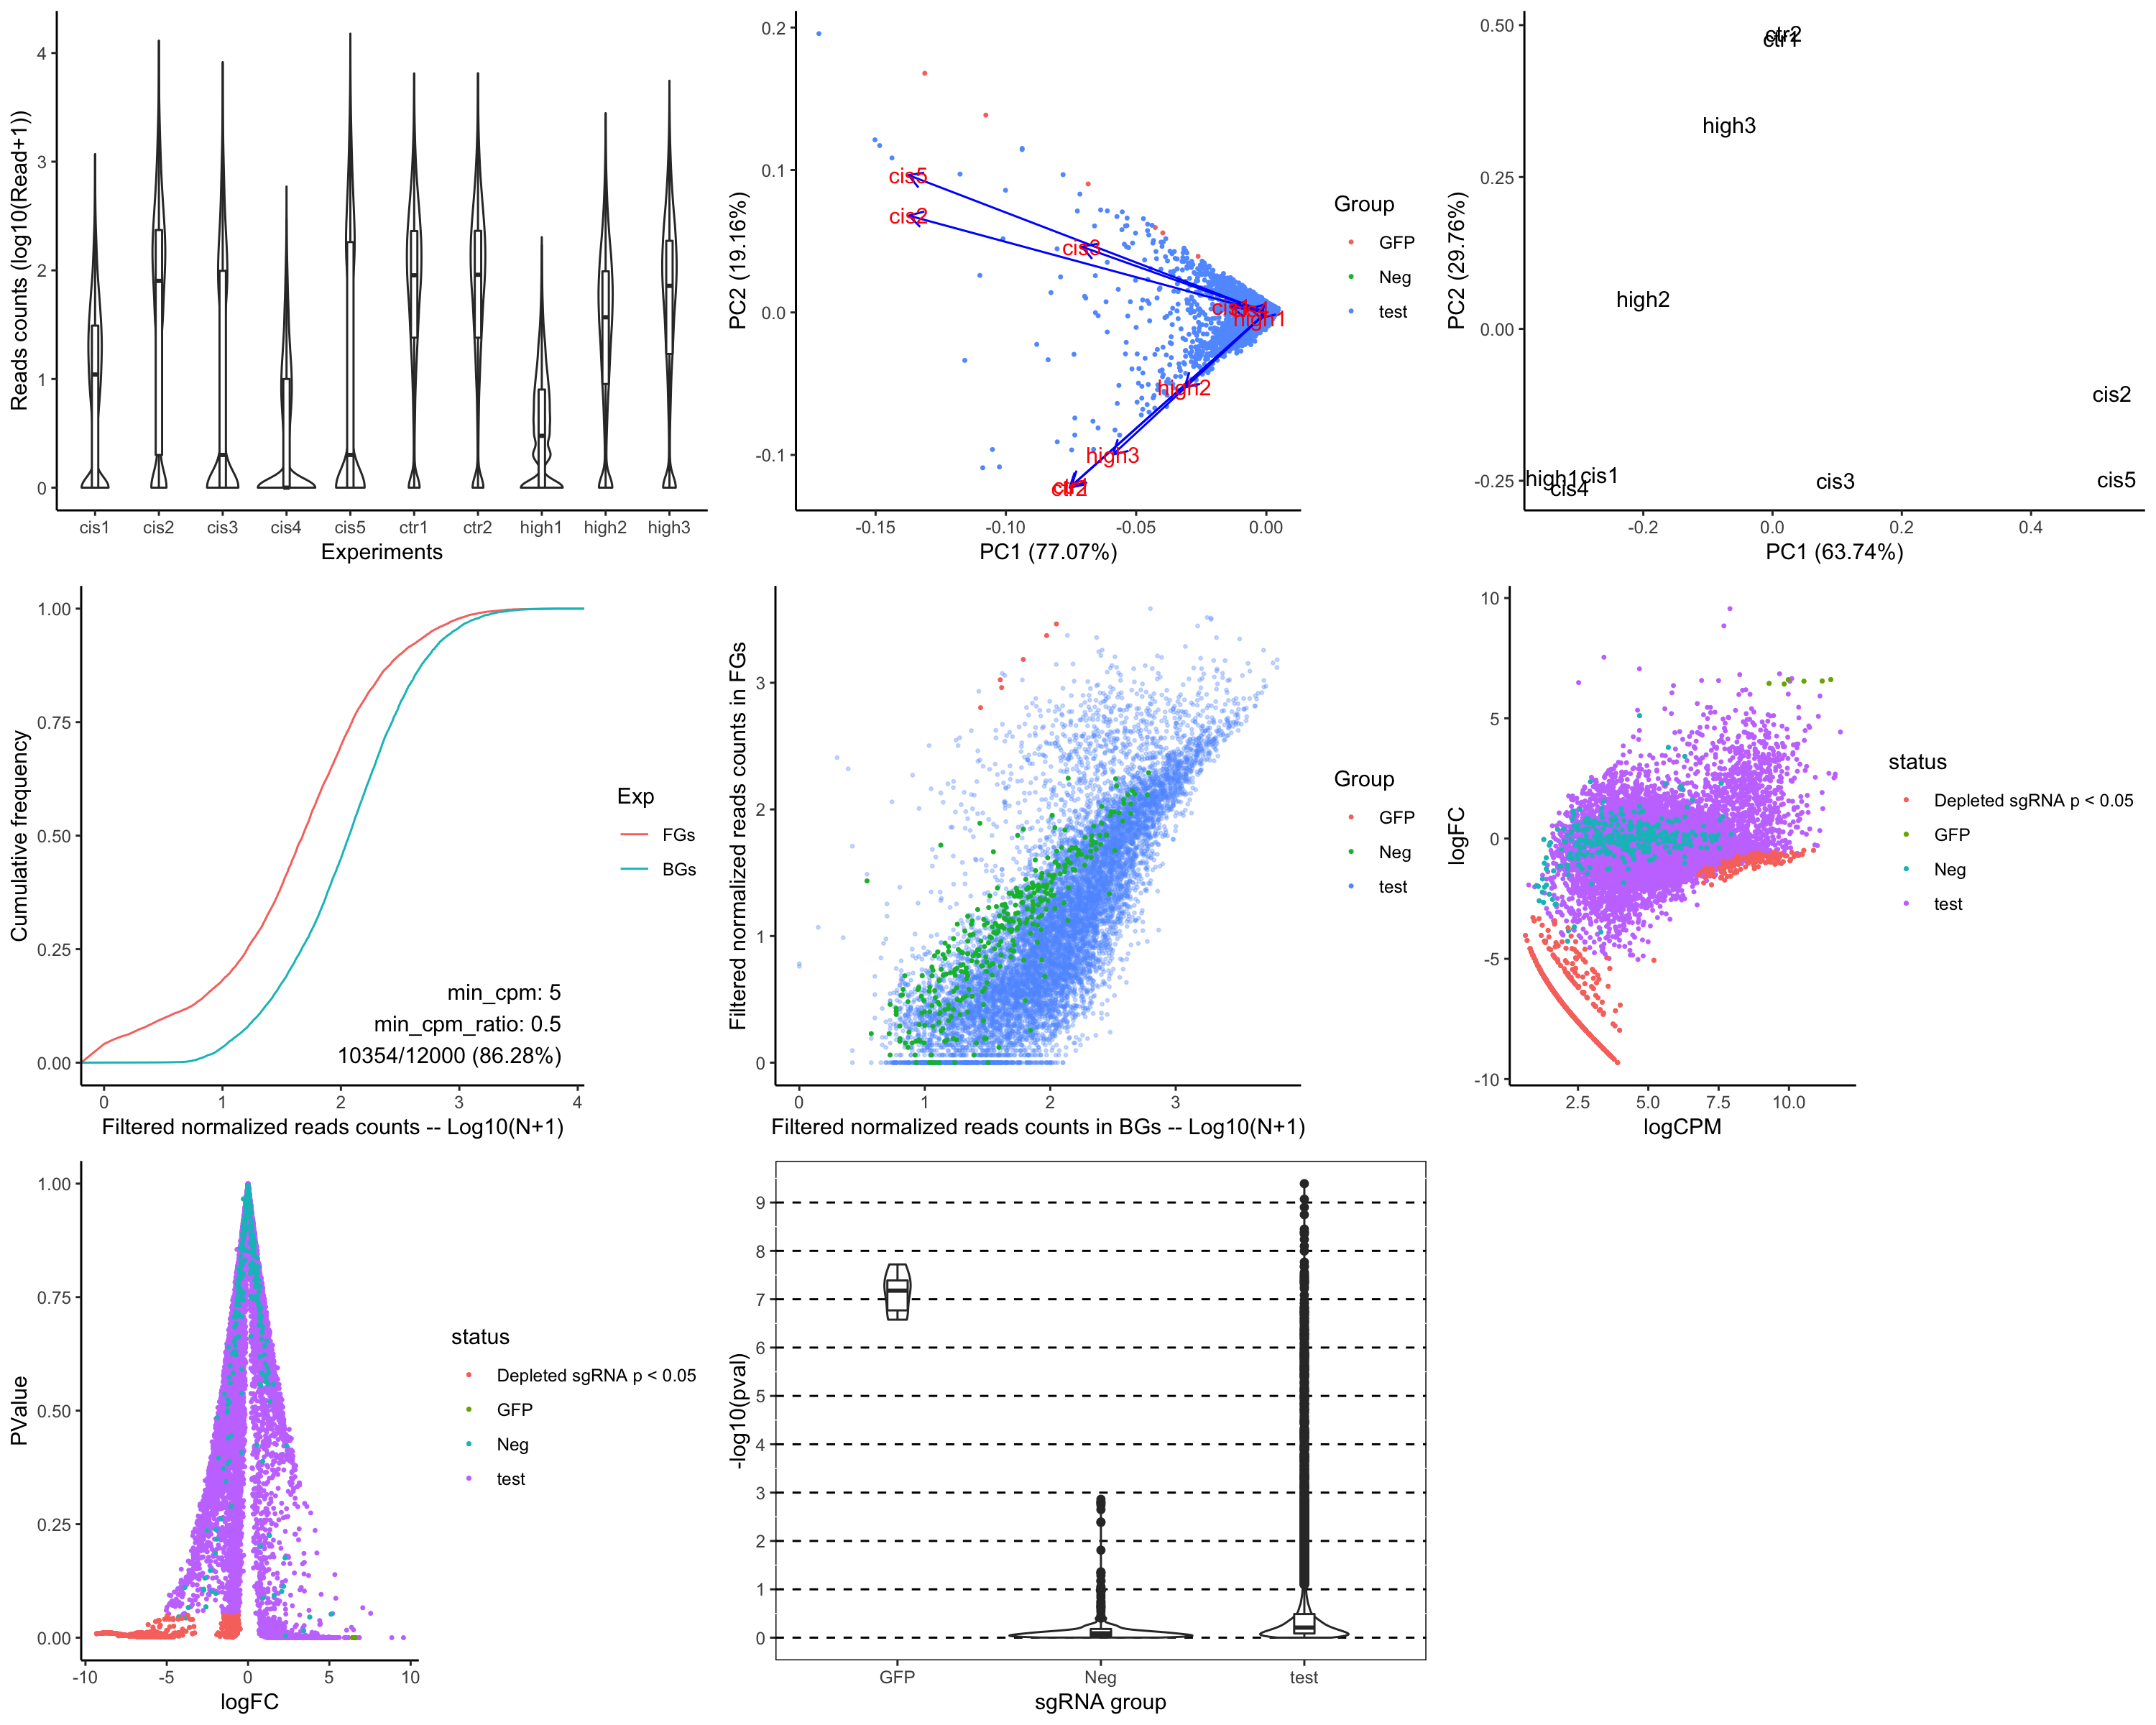 Reads counts (log10(Read+1))
4
3
2
1
0
cis1 cis2 cis3 cis4 cis5 ctr1 ctr2 high1 high2 high3
Experiments
PC2 (19.16%)
0.2
0.1
0.0
-0.1
cis5
cis2
cis3
high1
high2
high3
ctr2
-0.15 -0.10 -0.05 0.00
PC1 (77.07%)
Group
GFP
Neg
test
PC2 (29.76%)
0.50
0.25
0.00
-0.25
ctr2
ctr1
high3
high2
cis2
high1
cis1
cis4
cis3
cis5
-0.2 0.0 0.2 0.4
PC1 (63.74%)
Cumulative frequency
1.00
0.75
0.50
0.25
0.00
min_cpm: 5
min_cpm_ratio: 0.5
10354/12000 (86.28%)
0 1 2 3 4
Filtered normalized reads counts -- Log10(N+1)
Exp
FGs
BGs
Filtered normalized reads counts in FGs
3
2
1
0
0 1 2 3
Filtered normalized reads counts in BGs -- Log10(N+1)
Group
GFP
Neg
test
logFC
10
5
0
-5
-10
2.5 5.0 7.5 10.0
logCPM
status
Depleted sgRNA p < 0.05
GFP
Neg
test
PValue
1.00
0.75
0.50
0.25
0.00
-10 -5 0 5 10
logFC
status
Depleted sgRNA p < 0.05
GFP
Neg
test
-log10(pval)
9
8
7
6
5
4
3
2
1
0
GFP Neg test
sgRNA group